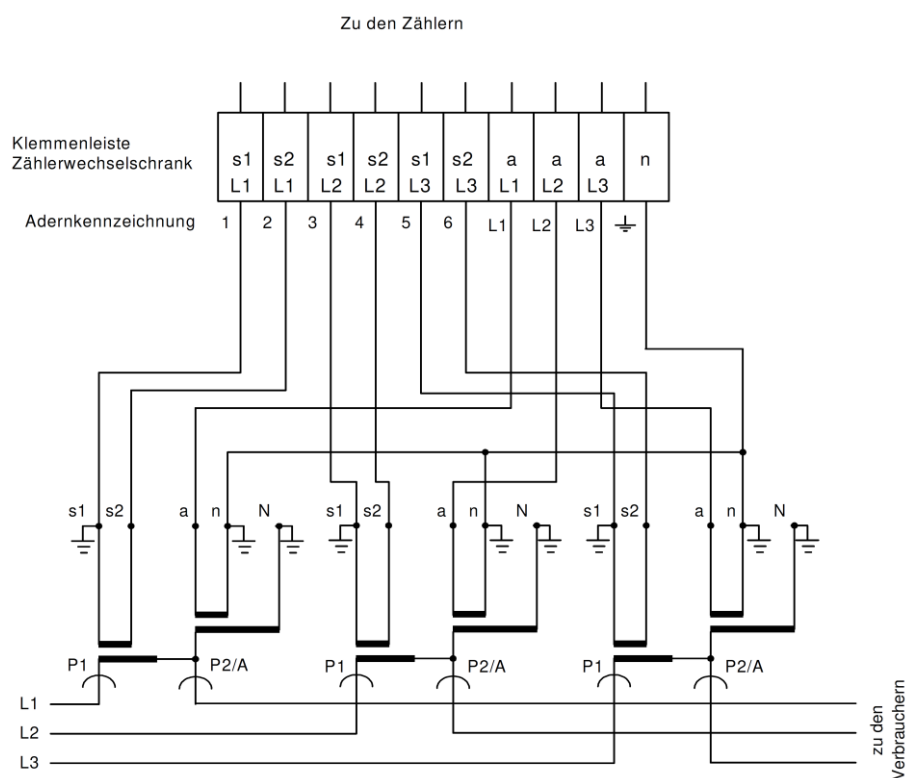 Zu den Zählern
Klemmenleiste
Zählerwechselschrank
s1 s2 s1 s2 s1 s2 a a a n
L1 L1 L2 L2 L3 L3 L1 L2 L3
Adernkennzeichnung 1 2 3 4 5 6 L1 L2 L3
s1 s2 a n N s1 s2 a n N s1 s2 a n N
P1 P2/A P1 P2/A P1 P2/A
L1
L2
L3
zu den
Verbrauchern